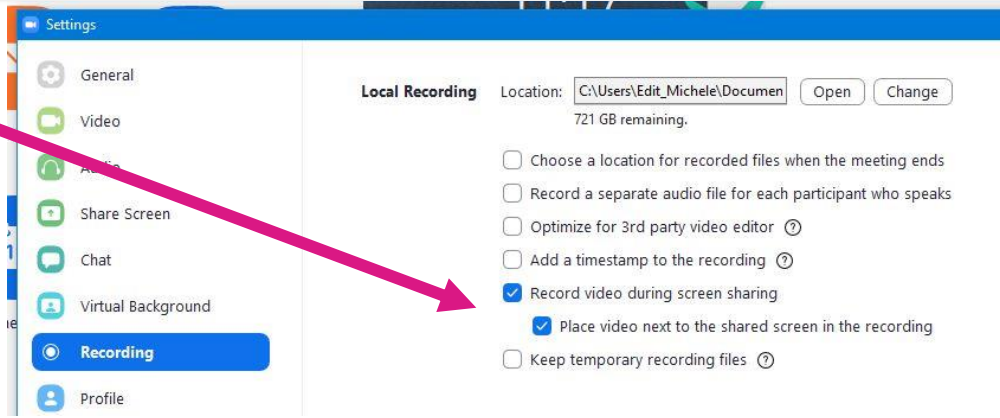 Settings
General
Video
Audio
Share Screen
Chat
Virtual Background
Recording
Profile
Local Recording Location: C:\Users\Edit_Michele\Documen Open Change
721 GB remaining.
Choose a location for recorded files when the meeting ends
Record a separate audio file for each participant who speaks
Optimize for 3rd party video editor ?
Add a timestamp to the recording ?
Record video during screen sharing
Place video next to the shared screen in the recording
Keep temporary recording files ?